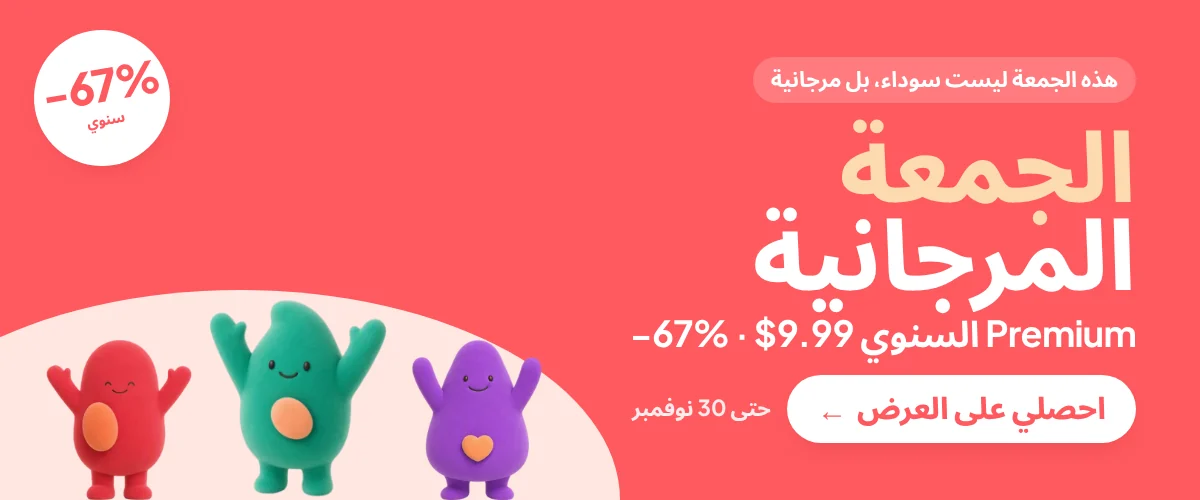 هذه الجمعة ليست سوداء، بل مرجانية
الجمعة
المرجانية
Premium السنوي $9.99 · −67%
احصلي على العرض ←
حتى 30 نوفمبر
−67%
سنوي